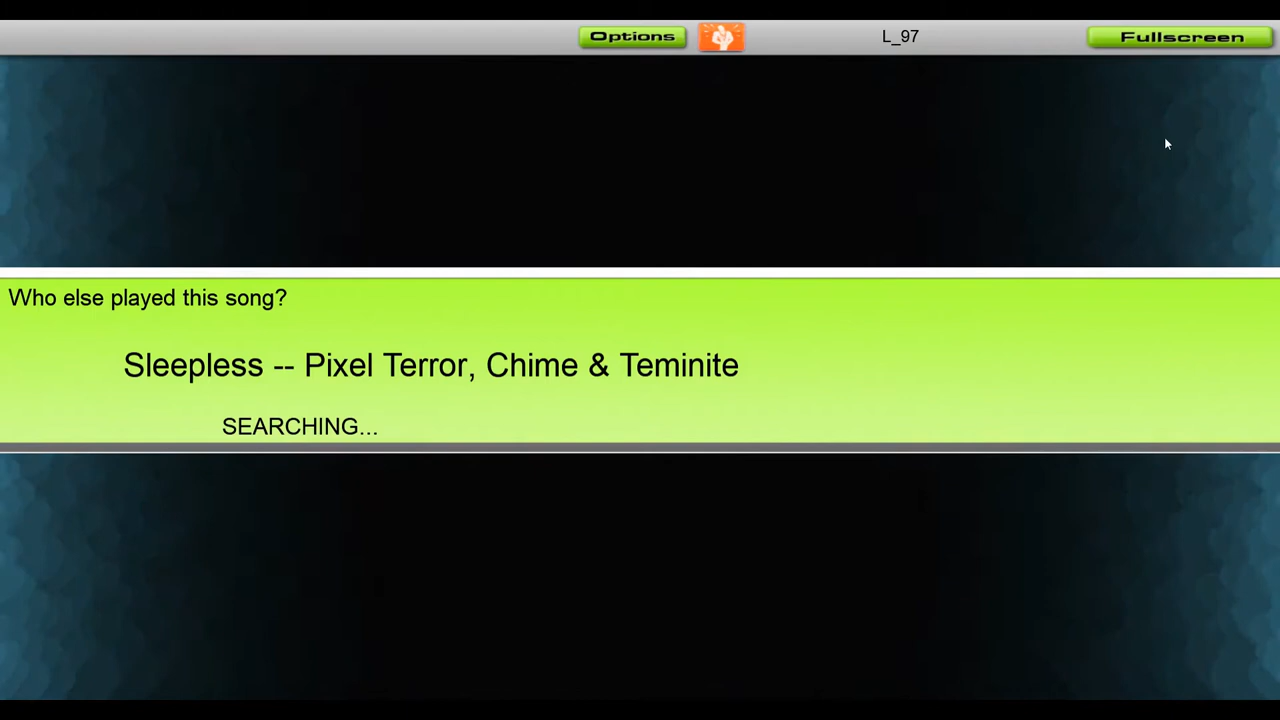 Options
L_97
Fullscreen
Who else played this song?
Sleepless -- Pixel Terror, Chime & Teminite
SEARCHING...